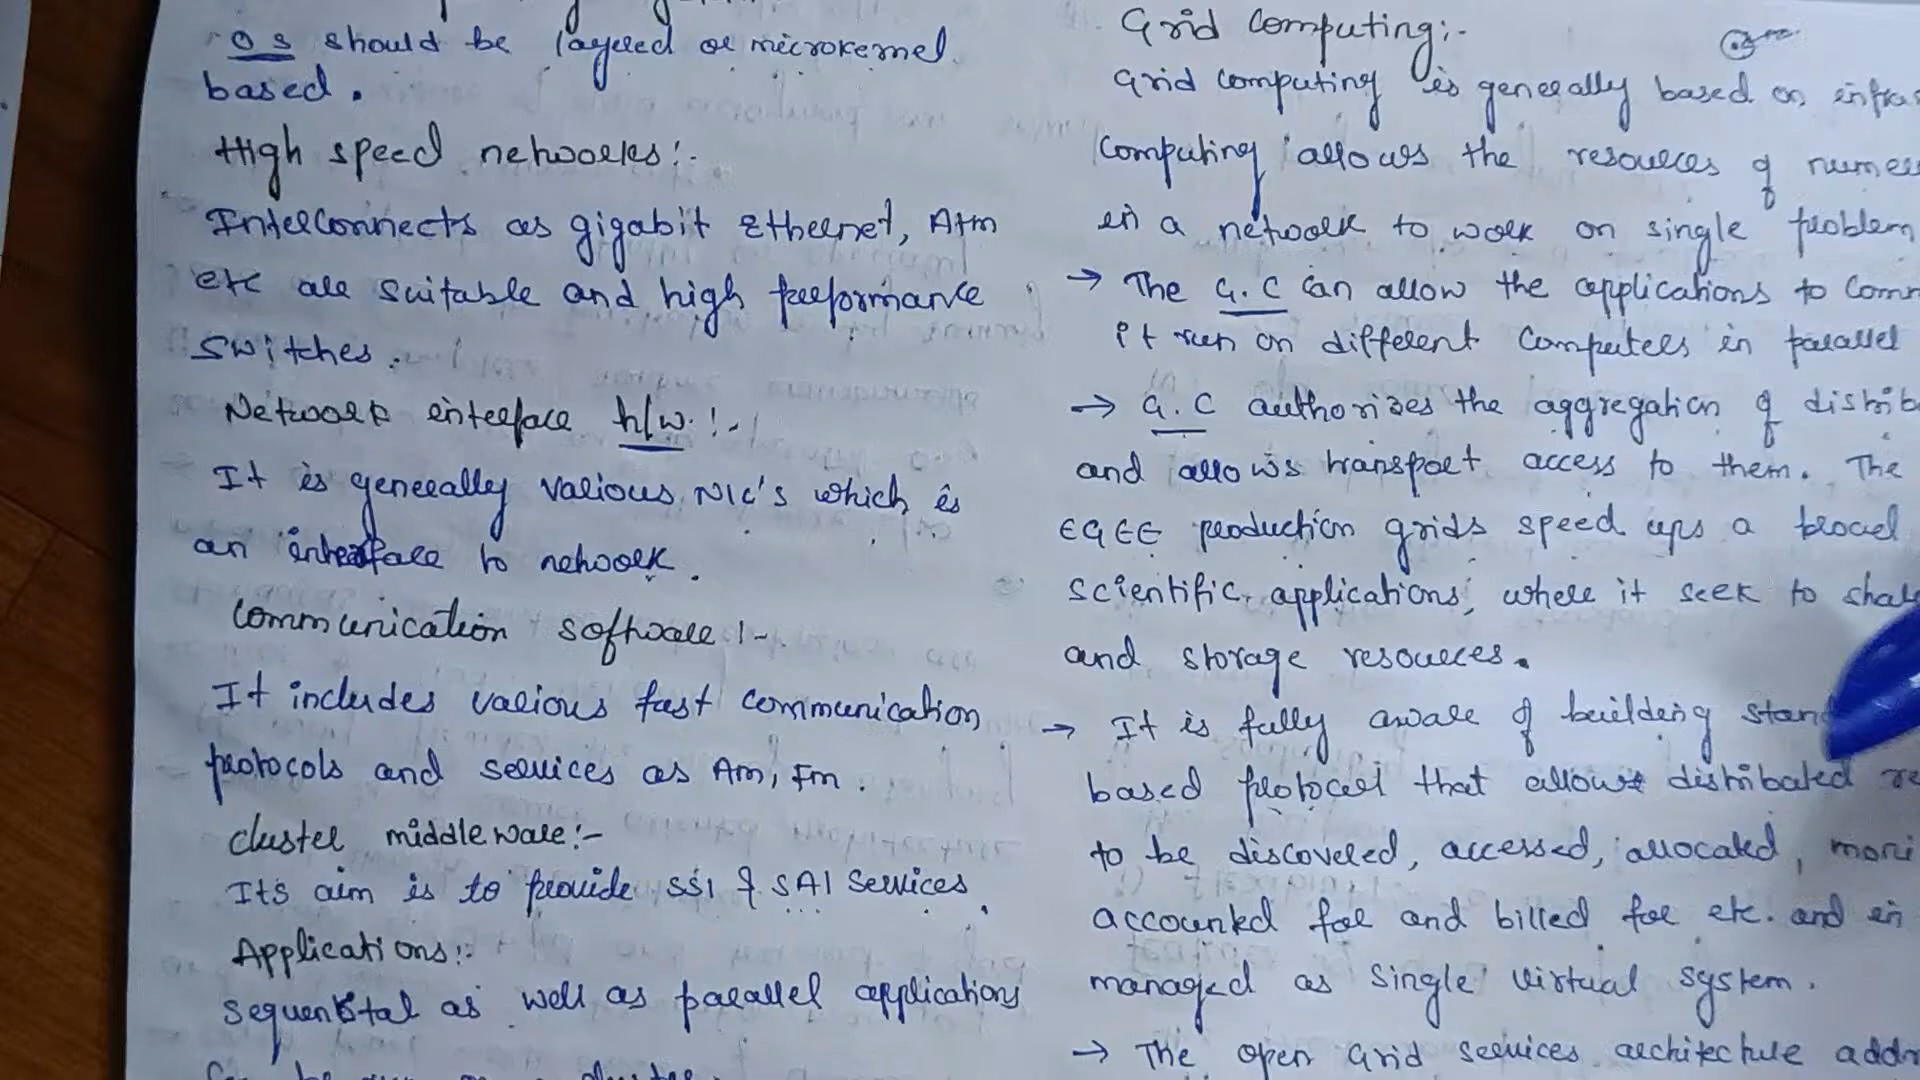 OS should be layered or microkernel
based.
High speed networks:-
Interconnects as gigabit Ethernet, Atm
etc are suitable and high performance
Switches.
Network interface h/w:-
It is generally various NIC's which is
an interface to network.
Communication software:-
It includes various fast communication
protocols and services as Am, Fm.
Cluster middleware:-
It's aim is to provide SSI & SAI services.
Applications:-
Sequential as well as parallel applications
Grid computing:-
Grid computing is generally based on infra
Computing allows the resources of
in a network to work on single problem
→ The G.C can allow the applications to
it run on different Computers in parallel
→ G.C authorizes the aggregation of distrib
and allows transport access to them. The
EGEE production grids speed ups a
scientific applications, where it seek to
and storage resources.
→ It is fully aware of building stan
based protocol that allows distributed re
to be discovered, accessed, allocated, moni
accounted for and billed for etc. and in
managed as Single virtual system.
→ The open Grid services architecture addr